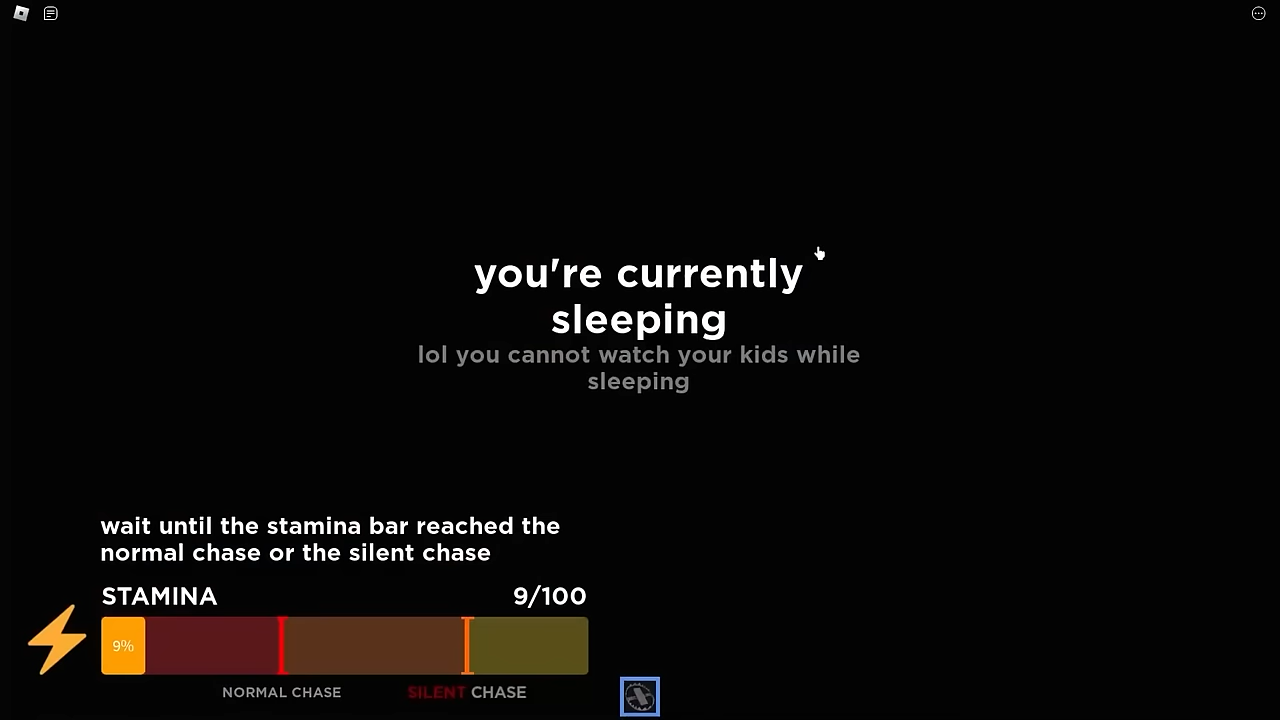 you're currently
sleeping
lol you cannot watch your kids while
sleeping
wait until the stamina bar reached the
normal chase or the silent chase
STAMINA 9/100
9%
NORMAL CHASE SILENT CHASE